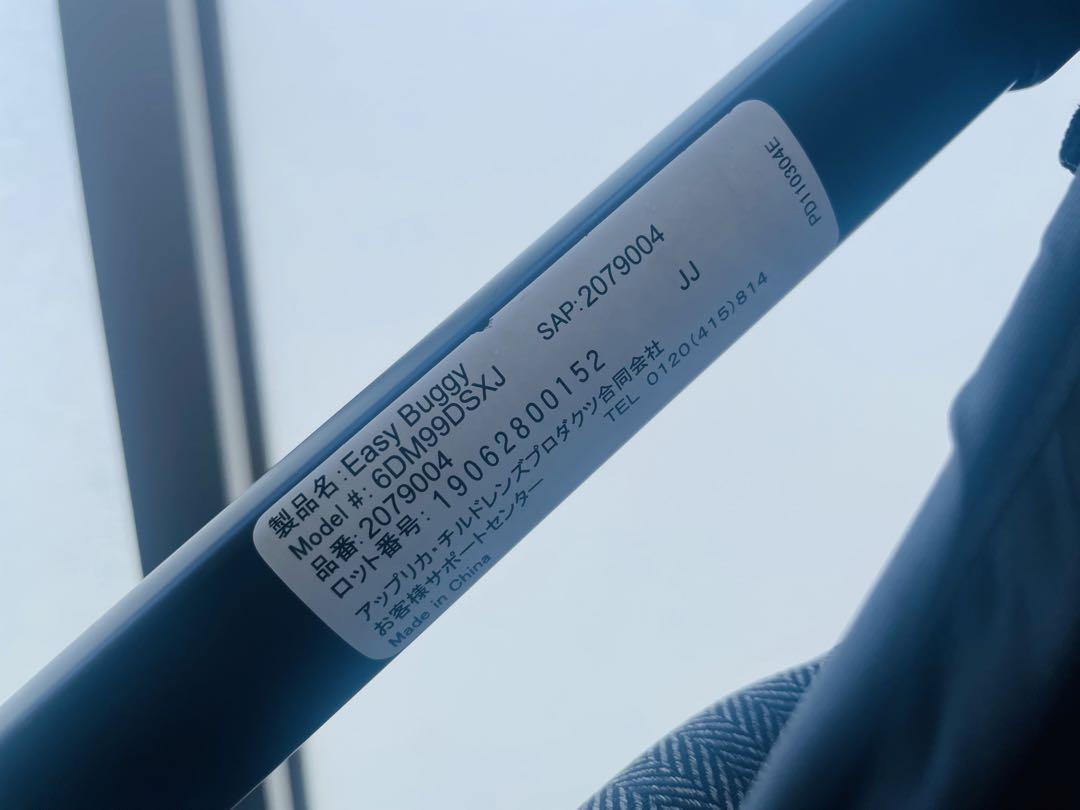 製品名：Easy Buggy
Model #: 6DM99DSXJ
SAP:2079004
品番：2079004
JJ
ロット番号：19062800152
アップリカ・チルドレンズプロダクツ合同会社
お客様サポートセンター TEL 0120(415)814
Made in China
PD110304E